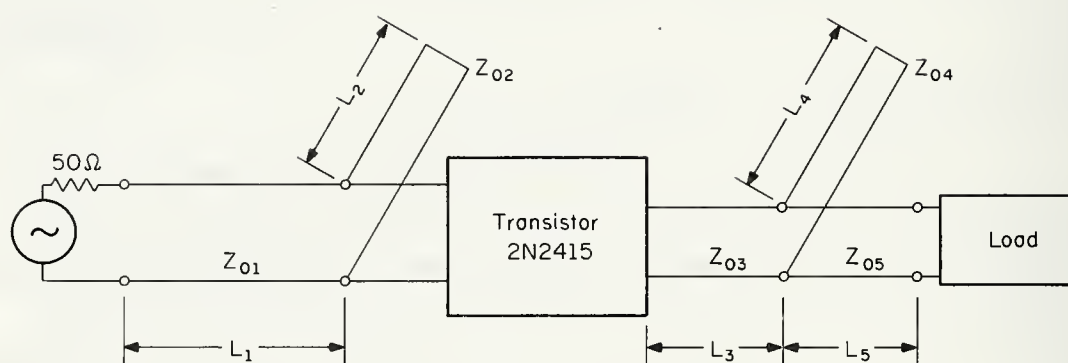 50Ω
L₁
Z₀₁
L₂
Z₀₂
Transistor
2N2415
L₃
Z₀₃
L₄
Z₀₄
L₅
Z₀₅
Load